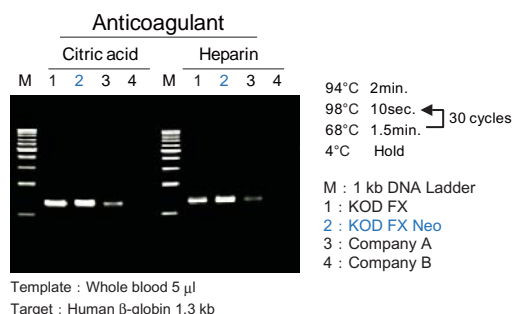 Anticoagulant
Citric acid Heparin
M 1 2 3 4 M 1 2 3 4
94°C 2min.
98°C 10sec.
68°C 1.5min.
30 cycles
4°C Hold
M : 1 kb DNA Ladder
1 : KOD FX
2 : KOD FX Neo
3 : Company A
4 : Company B
Template : Whole blood 5 μl
Target : Human β-globin 1.3 kb